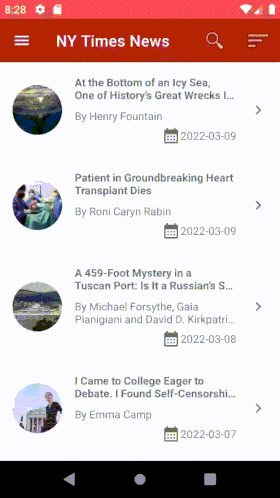 8:28
NY Times News
At the Bottom of an Icy Sea,
One of History's Great Wrecks I...
By Henry Fountain
2022-03-09
Patient in Groundbreaking Heart
Transplant Dies
By Roni Caryn Rabin
2022-03-09
A 459-Foot Mystery in a
Tuscan Port: Is It a Russian's S...
By Michael Forsythe, Gaia
Pianigiani and David D. Kirkpatri...
2022-03-08
I Came to College Eager to
Debate. I Found Self-Censorshi...
By Emma Camp
2022-03-07